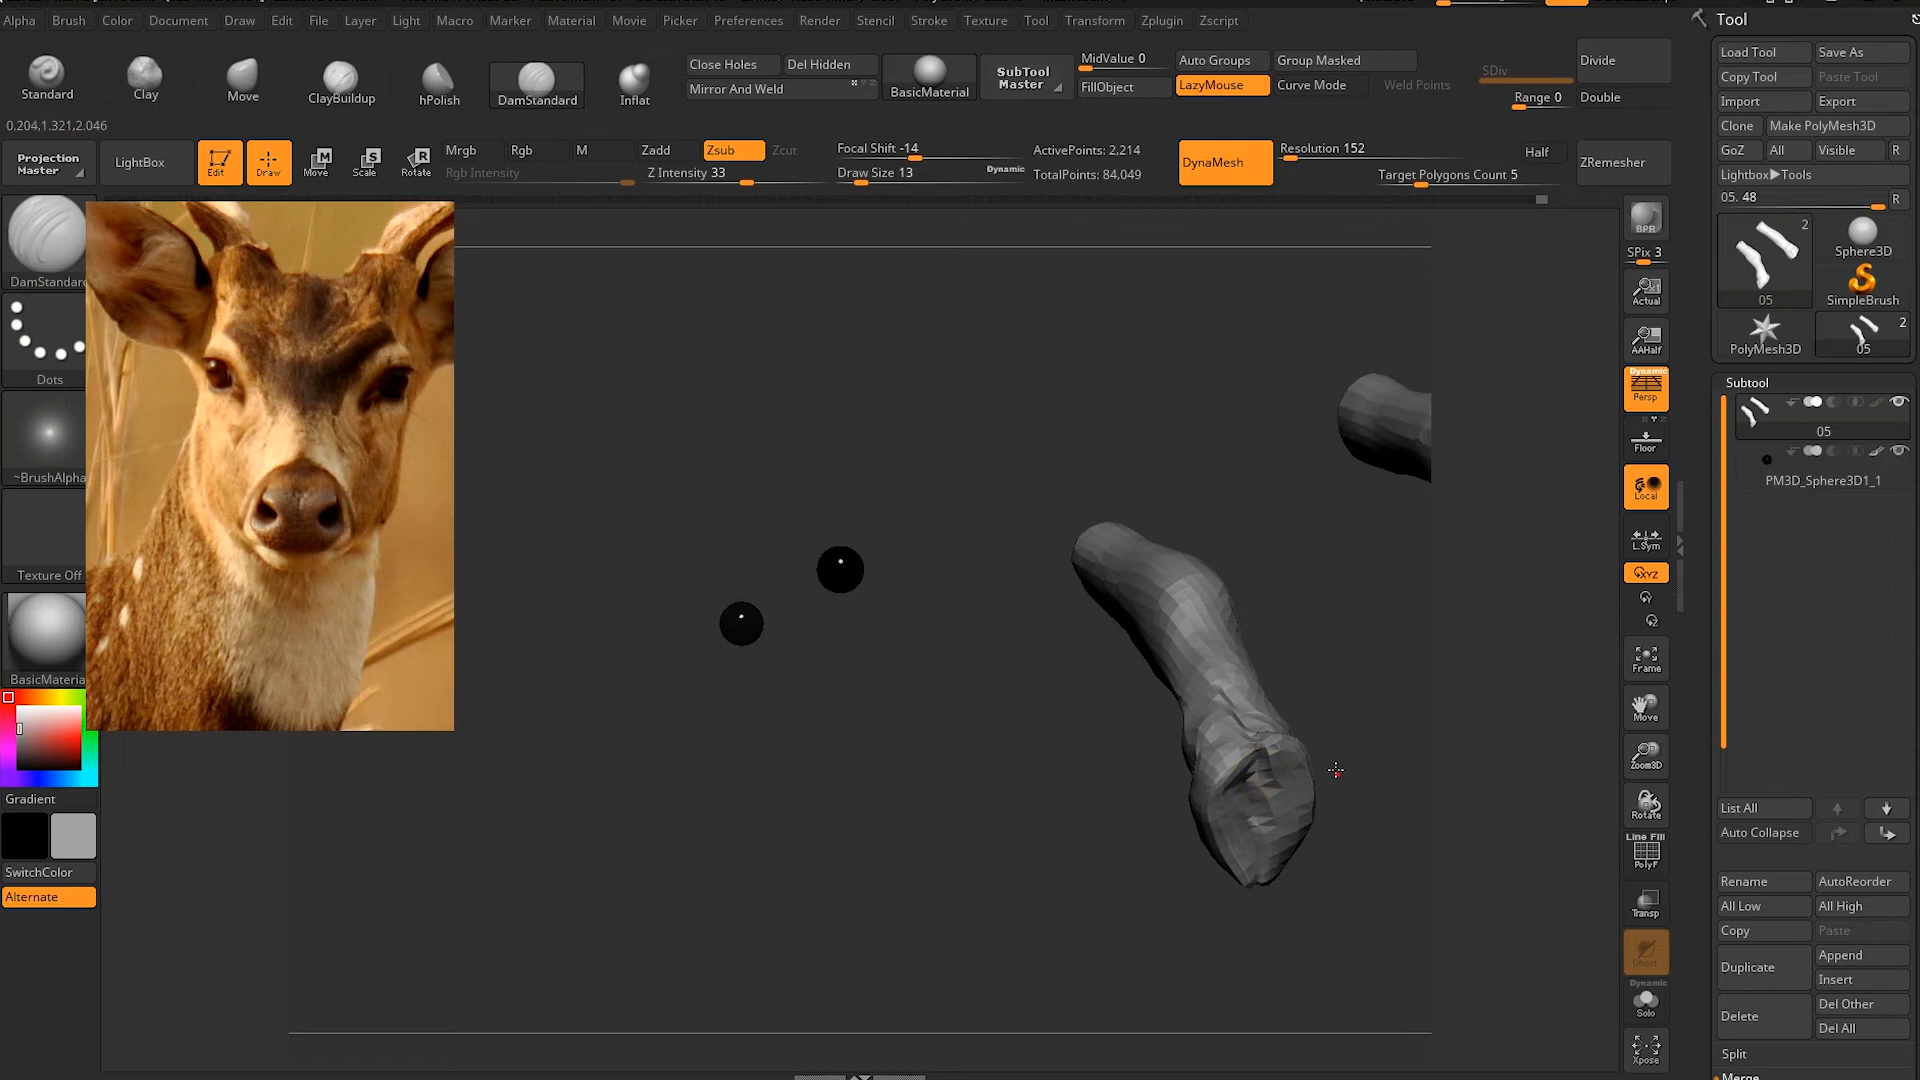 Alpha Brush Color Document Draw Edit File Layer Light Macro Marker Material Movie Picker Preferences Render Stencil Stroke Texture Tool Transform Zplugin Zscript
Tool
Standard Clay Move ClayBuildup hPolish DamStandard Inflat
Close Holes Del Hidden
Mirror And Weld
BasicMaterial
SubTool
Master
MidValue 0
FillObject
Auto Groups Group Masked
LazyMouse Curve Mode Weld Points
SDiv
Range 0
Divide
Double
0.204,1.321,2.046
Projection
Master
LightBox
Edit Draw Move Scale Rotate
Mrgb Rgb M Zadd Zsub Zcut
Rgb Intensity Z Intensity 33
Focal Shift -14
Draw Size 13
Dynamic
ActivePoints: 2,214
TotalPoints: 84,049
DynaMesh
Resolution 152
Half
Target Polygons Count 5
ZRemesher
DamStandard
Dots
~BrushAlpha
Texture Off
BasicMateria
Gradient
SwitchColor
Alternate
BPR
SPix 3
Actual
AAHalf
Dynamic
Persp
Floor
Local
L.Sym
XYZ
Frame
Move
Zoom3D
Rotate
Line Fill
PolyF
Transp
Ghost
Dynamic
Solo
Xpose
Load Tool Save As
Copy Tool Paste Tool
Import Export
Clone Make PolyMesh3D
GoZ All Visible R
Lightbox▶Tools
05. 48 R
2
05
Sphere3D
SimpleBrush
PolyMesh3D
2
05
Subtool
05
PM3D_Sphere3D1_1
List All
Auto Collapse
Rename AutoReorder
All Low All High
Copy Paste
Duplicate
Append
Insert
Delete
Del Other
Del All
Split
Merge